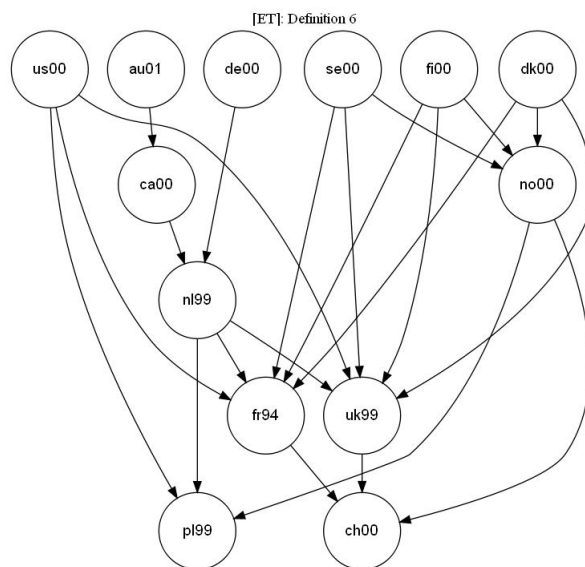 [ET]: Definition 6
us00 au01 de00 se00 fi00 dk00
ca00 no00
nl99
fr94 uk99
pl99 ch00